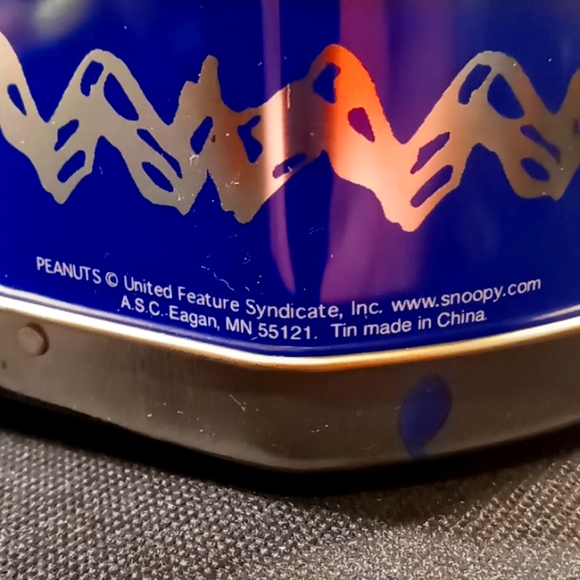 PEANUTS © United Feature Syndicate, Inc. www.snoopy.com
A.S.C. Eagan, MN 55121. Tin made in China.